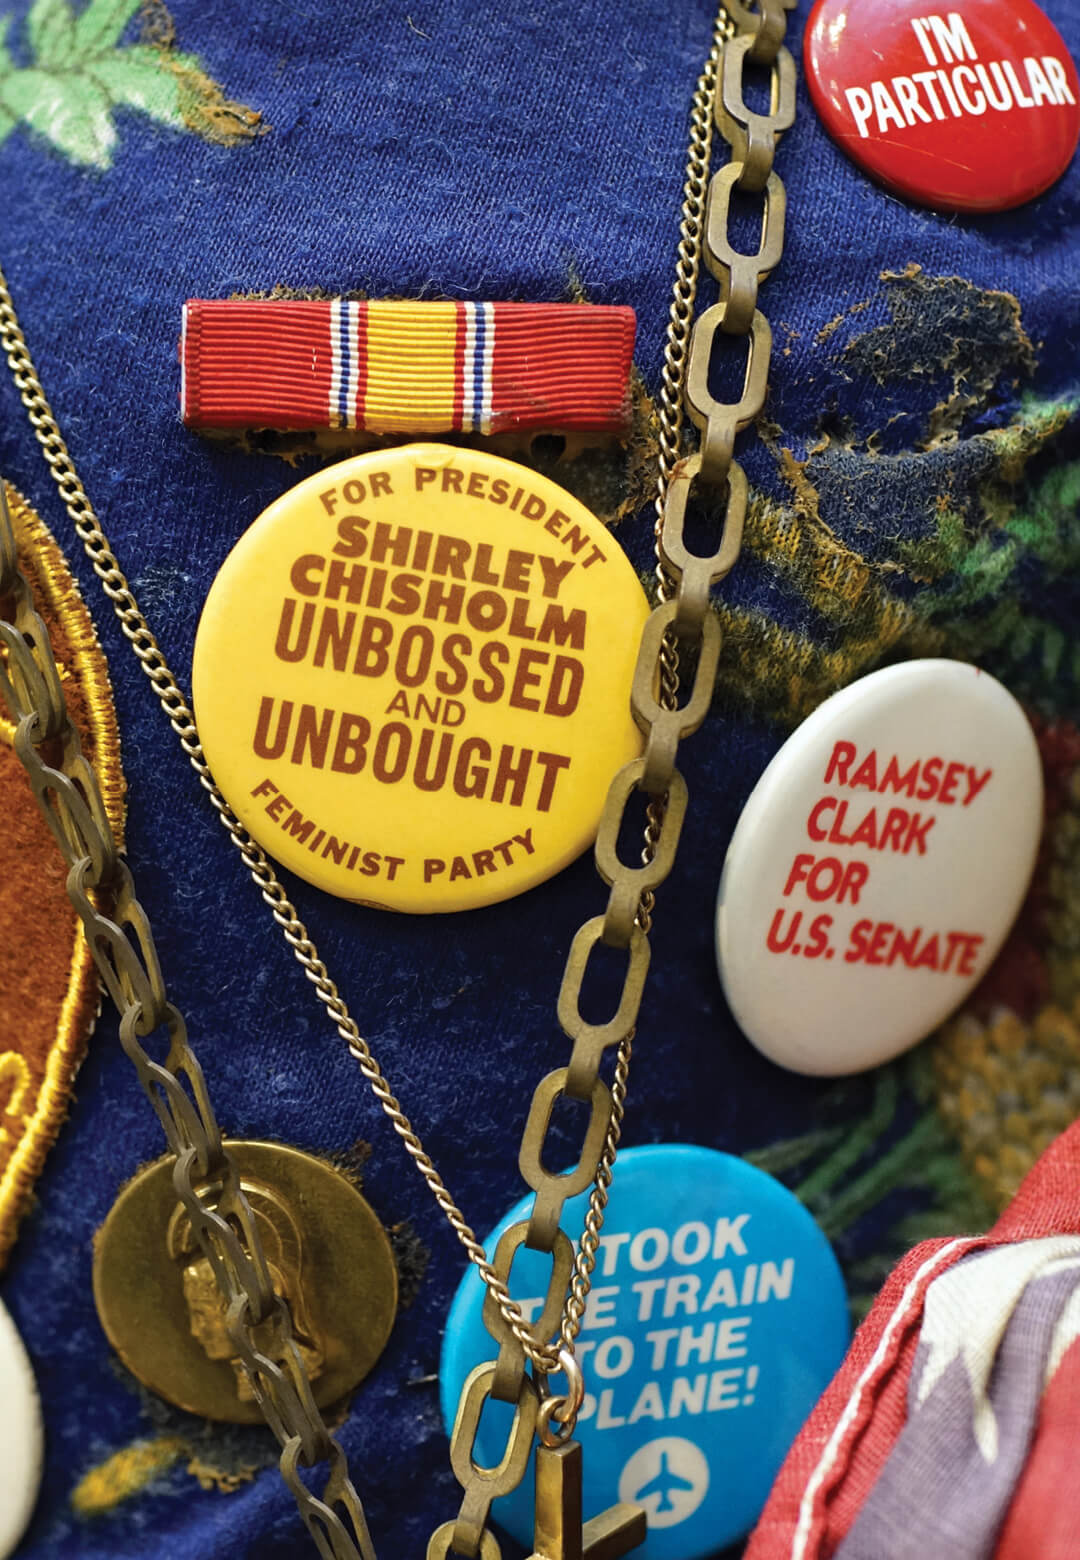 I'M
PARTICULAR
FOR PRESIDENT
SHIRLEY
CHISHOLM
UNBOSSED
AND
UNBOUGHT
FEMINIST PARTY
RAMSEY
CLARK
FOR
U.S. SENATE
TOOK
THE TRAIN
TO THE
PLANE!